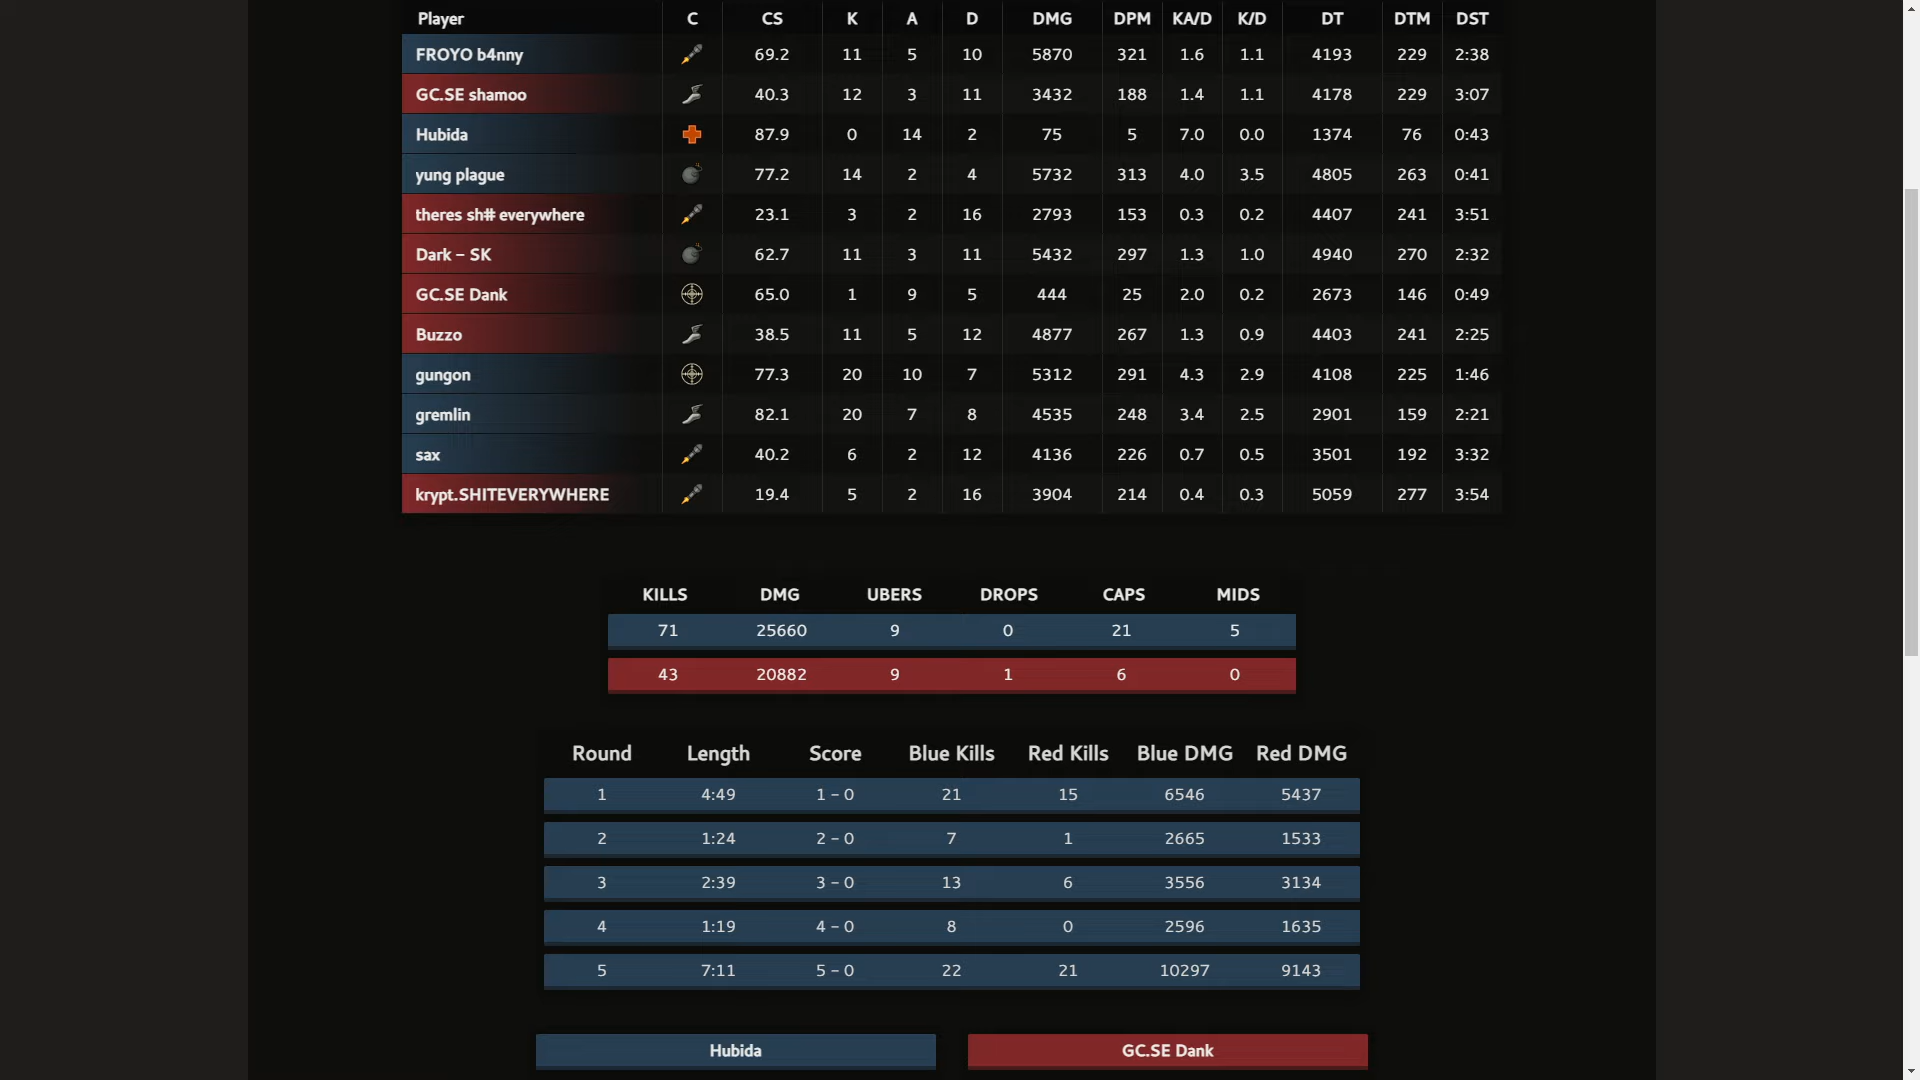 Player C CS K A D DMG DPM KA/D K/D DT DTM DST
FROYO b4nny 69.2 11 5 10 5870 321 1.6 1.1 4193 229 2:38
GC.SE shamoo 40.3 12 3 11 3432 188 1.4 1.1 4178 229 3:07
Hubida 87.9 0 14 2 75 5 7.0 0.0 1374 76 0:43
yung plague 77.2 14 2 4 5732 313 4.0 3.5 4805 263 0:41
theres sh# everywhere 23.1 3 2 16 2793 153 0.3 0.2 4407 241 3:51
Dark – SK 62.7 11 3 11 5432 297 1.3 1.0 4940 270 2:32
GC.SE Dank 65.0 1 9 5 444 25 2.0 0.2 2673 146 0:49
Buzzo 38.5 11 5 12 4877 267 1.3 0.9 4403 241 2:25
gungon 77.3 20 10 7 5312 291 4.3 2.9 4108 225 1:46
gremlin 82.1 20 7 8 4535 248 3.4 2.5 2901 159 2:21
sax 40.2 6 2 12 4136 226 0.7 0.5 3501 192 3:32
krypt.SHITEVERYWHERE 19.4 5 2 16 3904 214 0.4 0.3 5059 277 3:54
KILLS DMG UBERS DROPS CAPS MIDS
71 25660 9 0 21 5
43 20882 9 1 6 0
Round Length Score Blue Kills Red Kills Blue DMG Red DMG
1 4:49 1 – 0 21 15 6546 5437
2 1:24 2 – 0 7 1 2665 1533
3 2:39 3 – 0 13 6 3556 3134
4 1:19 4 – 0 8 0 2596 1635
5 7:11 5 – 0 22 21 10297 9143
Hubida GC.SE Dank